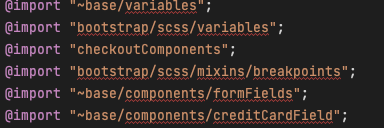 @import "~base/variables";
@import "bootstrap/scss/variables";
@import "checkoutComponents";
@import "bootstrap/scss/mixins/breakpoints";
@import "~base/components/formFields";
@import "~base/components/creditCardField";